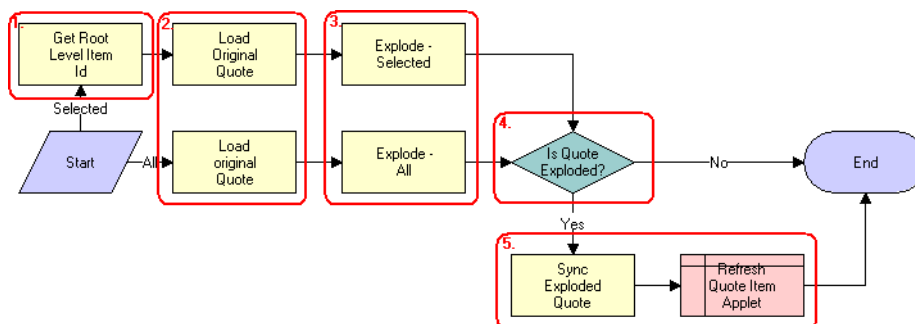 1.
Get Root
Level Item
Id
2.
Load
Original
Quote
3.
Explode -
Selected
Selected
Start
All
Load
original
Quote
Explode -
All
4.
Is Quote
Exploded?
No
End
Yes
5.
Sync
Exploded
Quote
Refresh
Quote Item
Applet